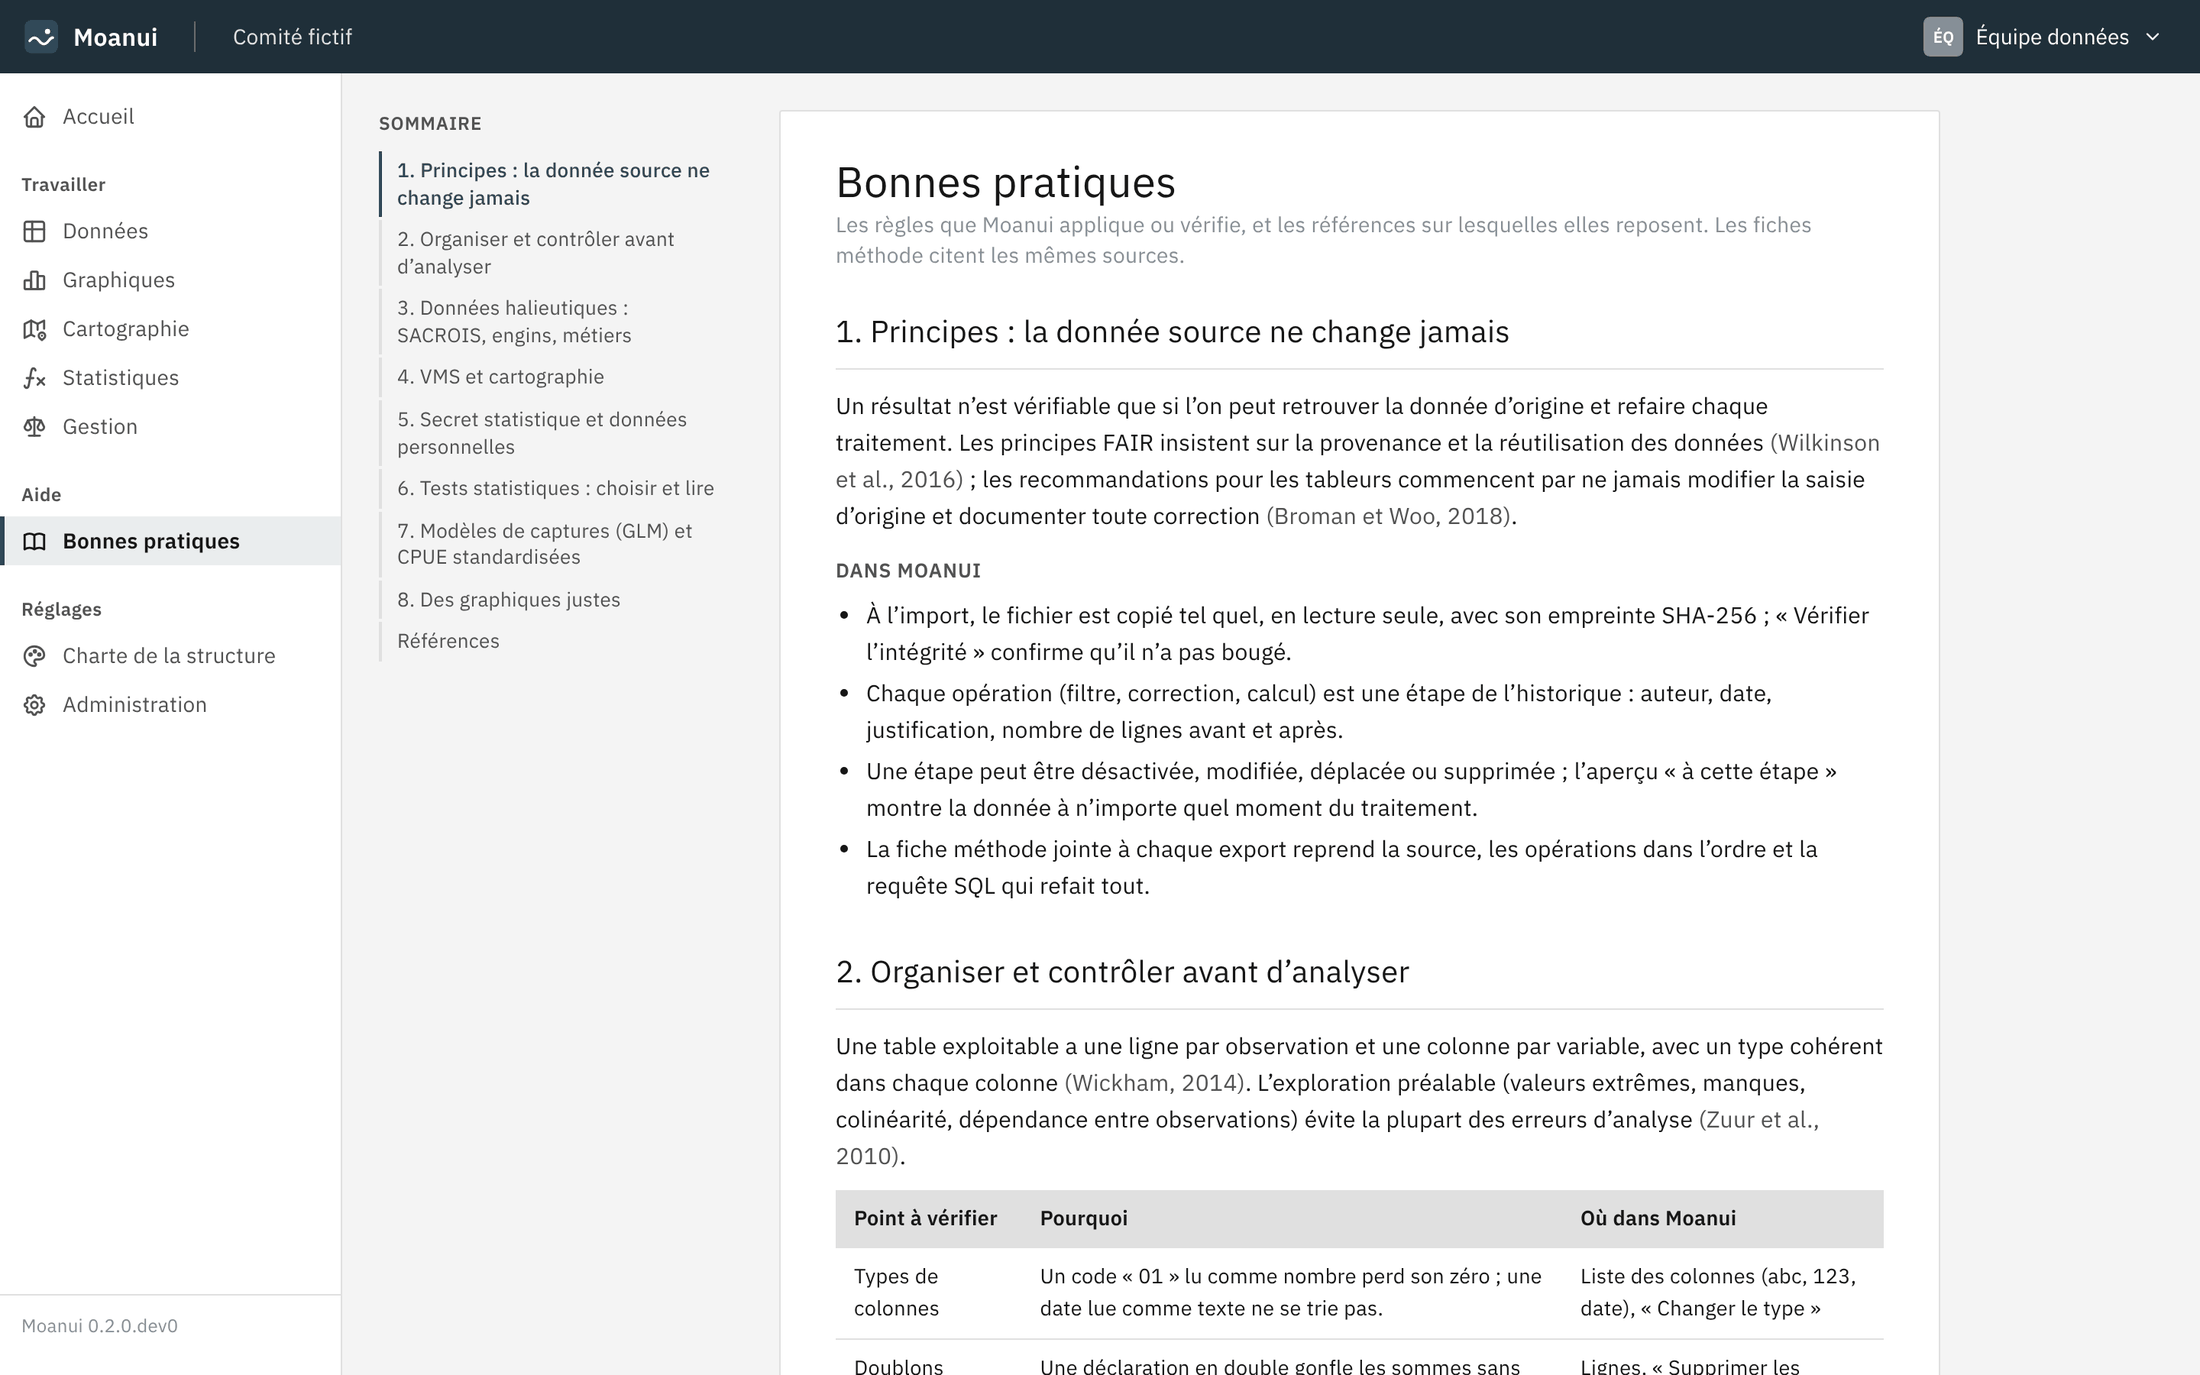 Moanui
Comité fictif
ÉQ
Équipe données
Accueil
Travailler
Données
Graphiques
Cartographie
Statistiques
Gestion
Aide
Bonnes pratiques
Réglages
Charte de la structure
Administration
Moanui 0.2.0.dev0
SOMMAIRE
1. Principes : la donnée source ne
change jamais
2. Organiser et contrôler avant
d’analyser
3. Données halieutiques :
SACROIS, engins, métiers
4. VMS et cartographie
5. Secret statistique et données
personnelles
6. Tests statistiques : choisir et lire
7. Modèles de captures (GLM) et
CPUE standardisées
8. Des graphiques justes
Références
Bonnes pratiques
Les règles que Moanui applique ou vérifie, et les références sur lesquelles elles reposent. Les fiches
méthode citent les mêmes sources.
1. Principes : la donnée source ne change jamais
Un résultat n’est vérifiable que si l’on peut retrouver la donnée d’origine et refaire chaque
traitement. Les principes FAIR insistent sur la provenance et la réutilisation des données (Wilkinson
et al., 2016) ; les recommandations pour les tableurs commencent par ne jamais modifier la saisie
d’origine et documenter toute correction (Broman et Woo, 2018).
DANS MOANUI
• À l’import, le fichier est copié tel quel, en lecture seule, avec son empreinte SHA-256 ; « Vérifier
l’intégrité » confirme qu’il n’a pas bougé.
• Chaque opération (filtre, correction, calcul) est une étape de l’historique : auteur, date,
justification, nombre de lignes avant et après.
• Une étape peut être désactivée, modifiée, déplacée ou supprimée ; l’aperçu « à cette étape »
montre la donnée à n’importe quel moment du traitement.
• La fiche méthode jointe à chaque export reprend la source, les opérations dans l’ordre et la
requête SQL qui refait tout.
2. Organiser et contrôler avant d’analyser
Une table exploitable a une ligne par observation et une colonne par variable, avec un type cohérent
dans chaque colonne (Wickham, 2014). L’exploration préalable (valeurs extrêmes, manques,
colinéarité, dépendance entre observations) évite la plupart des erreurs d’analyse (Zuur et al.,
2010).
Point à vérifier
Pourquoi
Où dans Moanui
Types de
colonnes
Un code « 01 » lu comme nombre perd son zéro ; une
date lue comme texte ne se trie pas.
Liste des colonnes (abc, 123,
date), « Changer le type »
Doublons
Une déclaration en double gonfle les sommes sans
Lignes, « Supprimer les